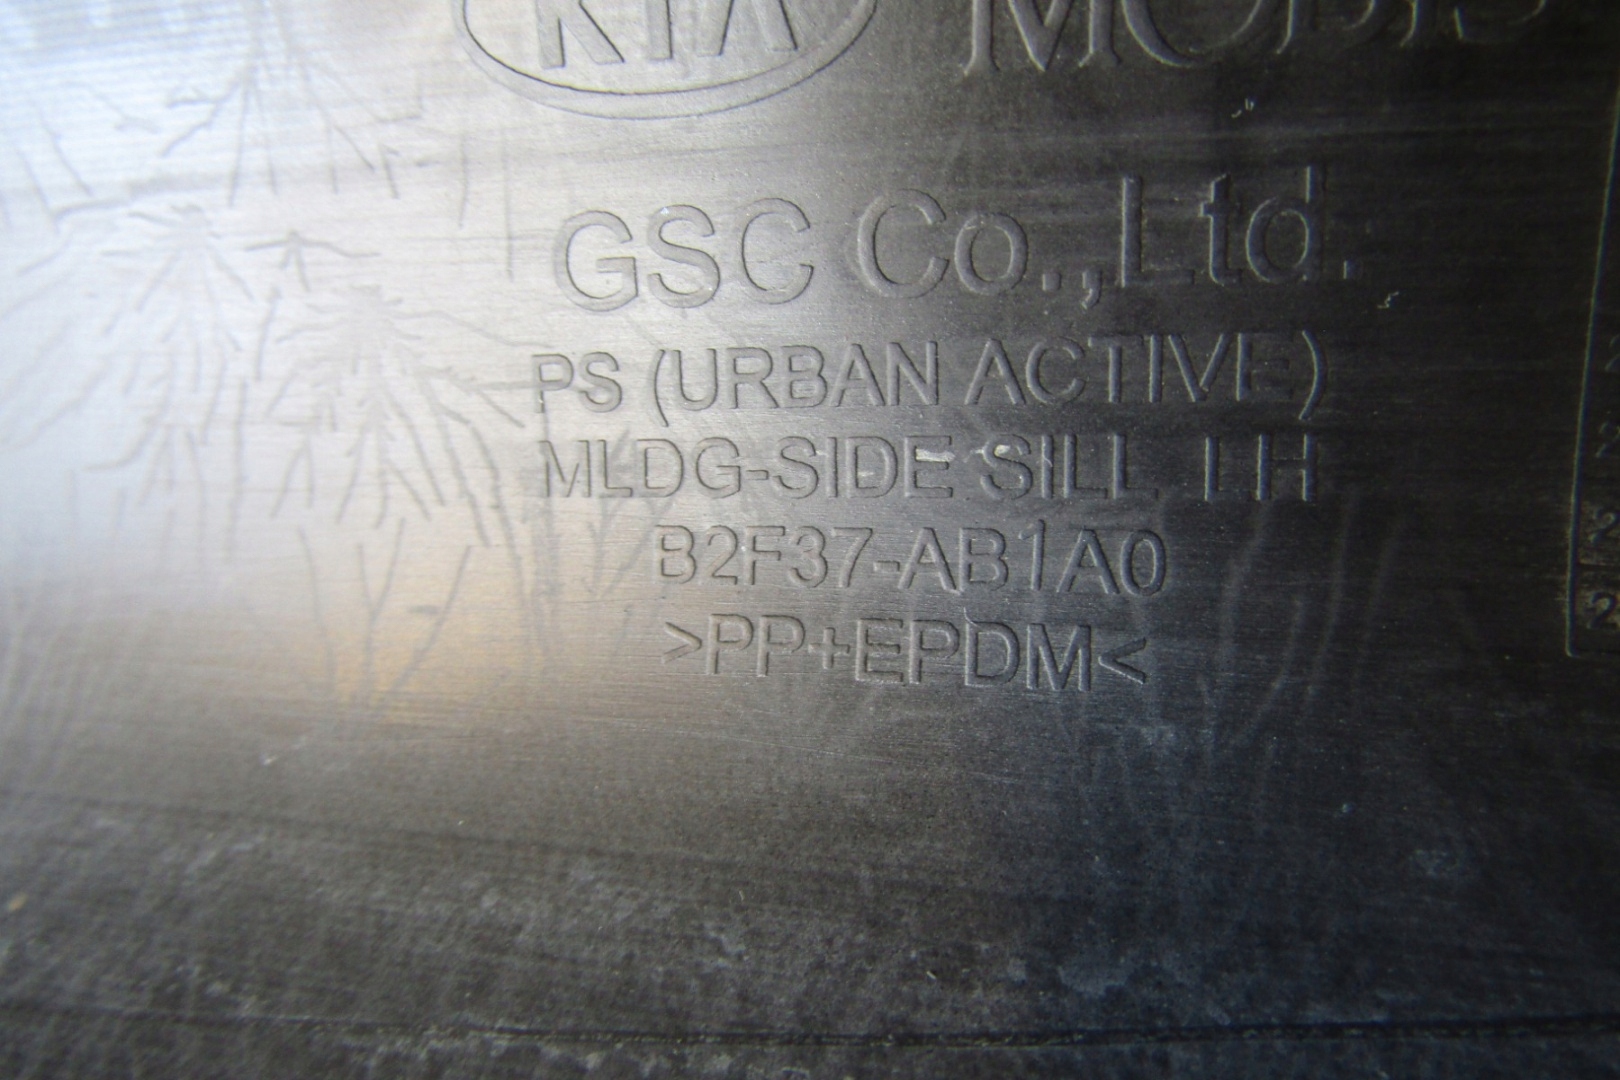 KIA MOBIS
GSC Co.,Ltd.
PS (URBAN ACTIVE)
MLDG-SIDE SILL LH
B2F37-AB1A0
>PP+EPDM<